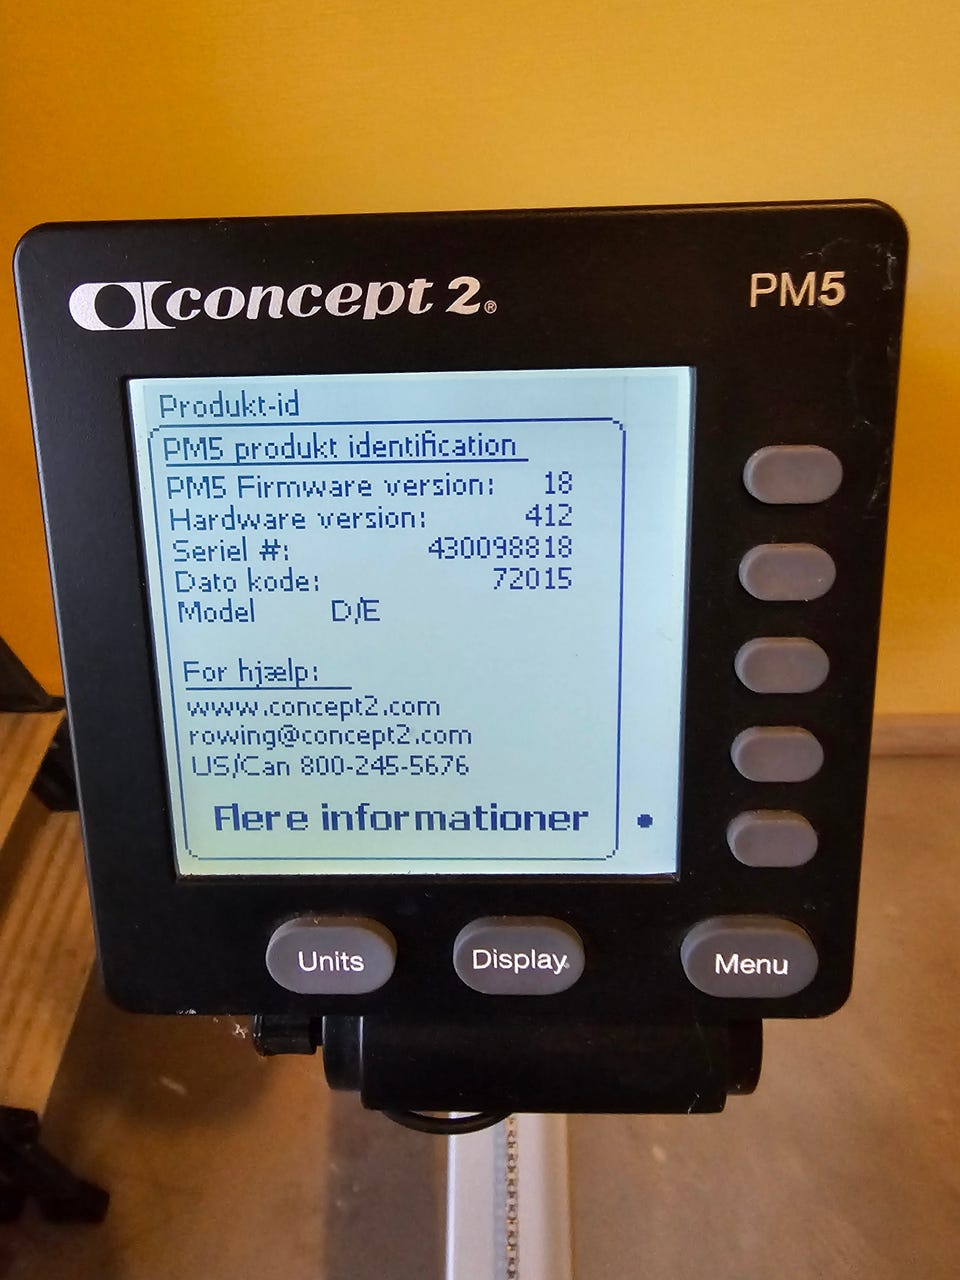 concept 2®
PM5
Produkt-id
PM5 produkt identification
PM5 Firmware version: 18
Hardware version: 412
Seriel #: 430098818
Dato kode: 72015
Model D/E
For hjælp:
www.concept2.com
rowing@concept2.com
US/Can 800-245-5676
Flere informationer
Units
Display
Menu